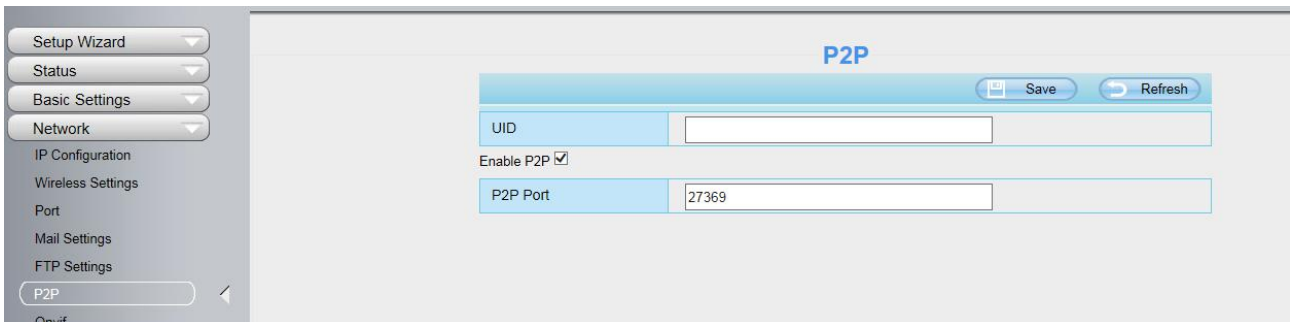 Setup Wizard
Status
Basic Settings
Network
IP Configuration
Wireless Settings
Port
Mail Settings
FTP Settings
P2P
Onvif
P2P
Save Refresh
UID
Enable P2P
P2P Port 27369